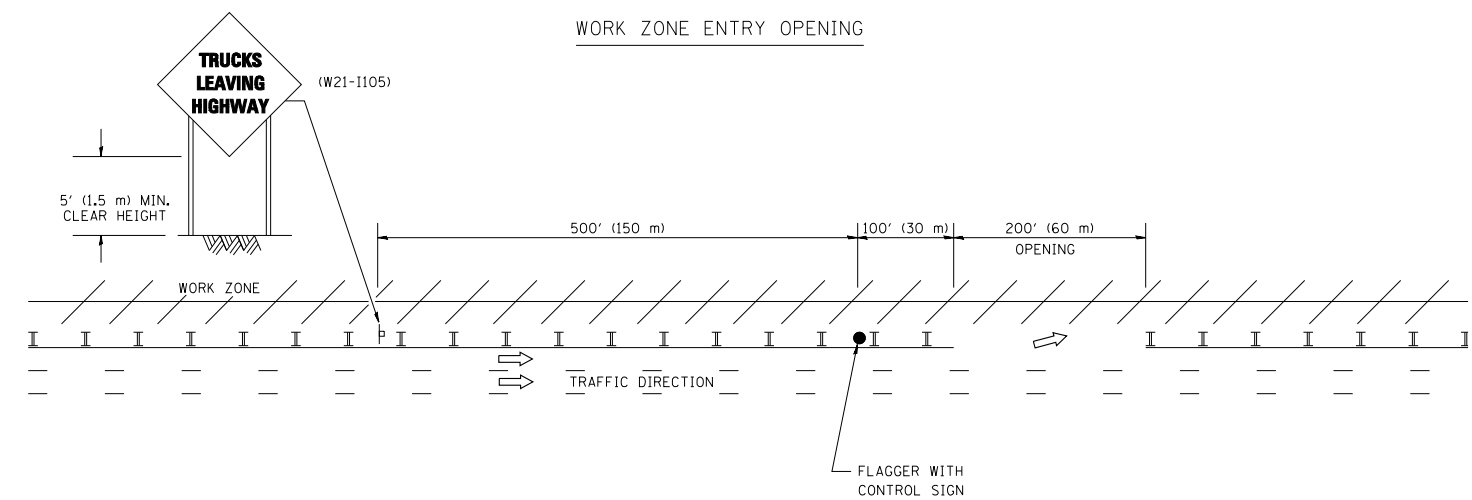 WORK ZONE ENTRY OPENING
TRUCKS
LEAVING
HIGHWAY
(W21-I105)
5' (1.5 m) MIN.
CLEAR HEIGHT
500' (150 m)
100' (30 m)
200' (60 m)
OPENING
WORK ZONE
TRAFFIC DIRECTION
FLAGGER WITH
CONTROL SIGN